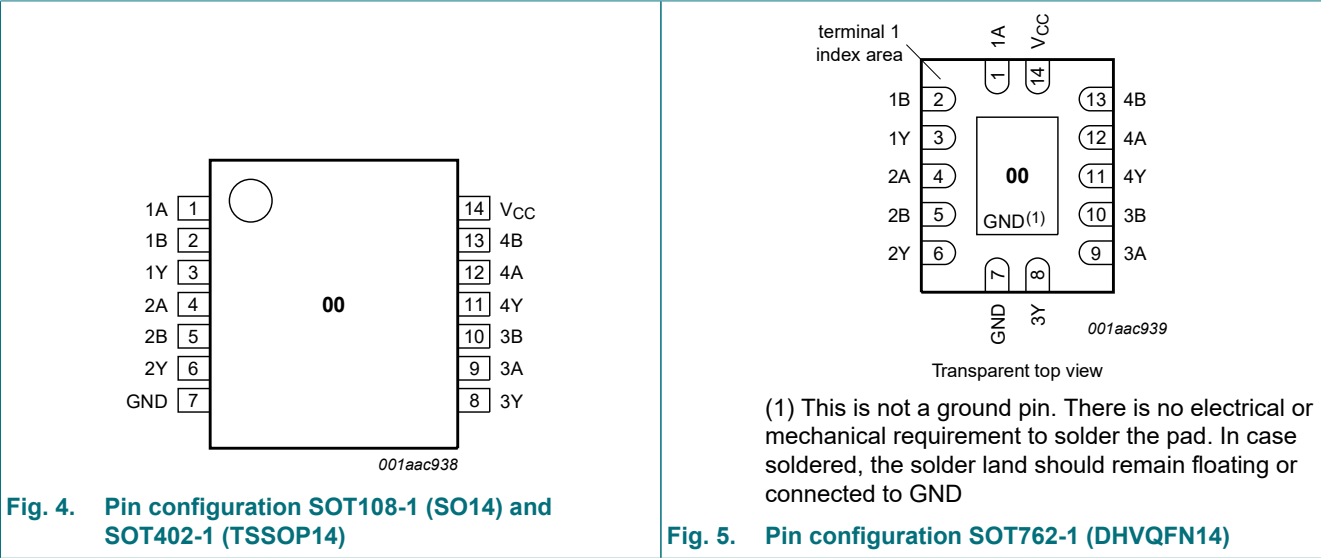 1A 1
1B 2
1Y 3
2A 4
2B 5
2Y 6
GND 7
00
14 VCC
13 4B
12 4A
11 4Y
10 3B
9 3A
8 3Y
001aac938
Fig. 4. Pin configuration SOT108-1 (SO14) and
SOT402-1 (TSSOP14)
terminal 1
index area
1A VCC
1 14
1B 2 13 4B
1Y 3 12 4A
2A 4 00 11 4Y
2B 5 GND(1) 10 3B
2Y 6 9 3A
7 8
GND 3Y
001aac939
Transparent top view
(1) This is not a ground pin. There is no electrical or
mechanical requirement to solder the pad. In case
soldered, the solder land should remain floating or
connected to GND
Fig. 5. Pin configuration SOT762-1 (DHVQFN14)